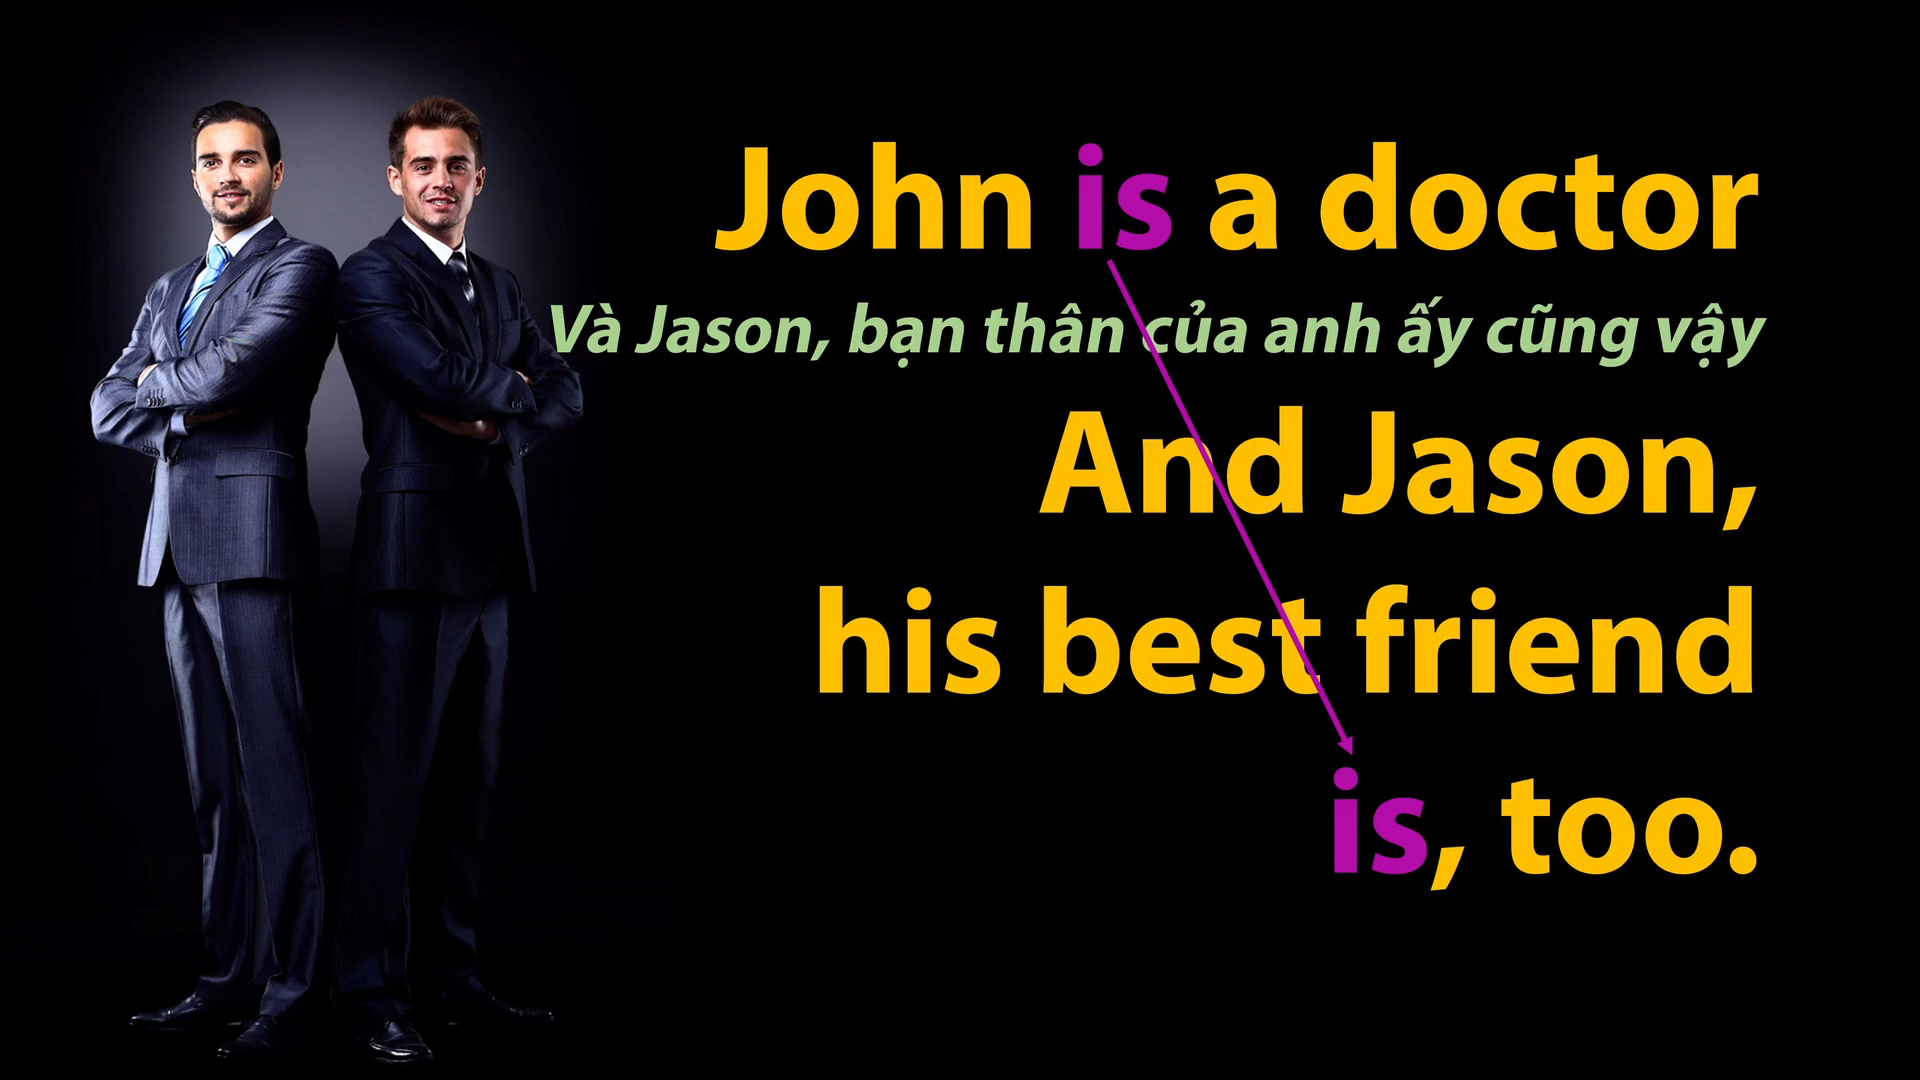 John is a doctor
Và Jason, bạn thân của anh ấy cũng vậy
And Jason,
his best friend
is, too.